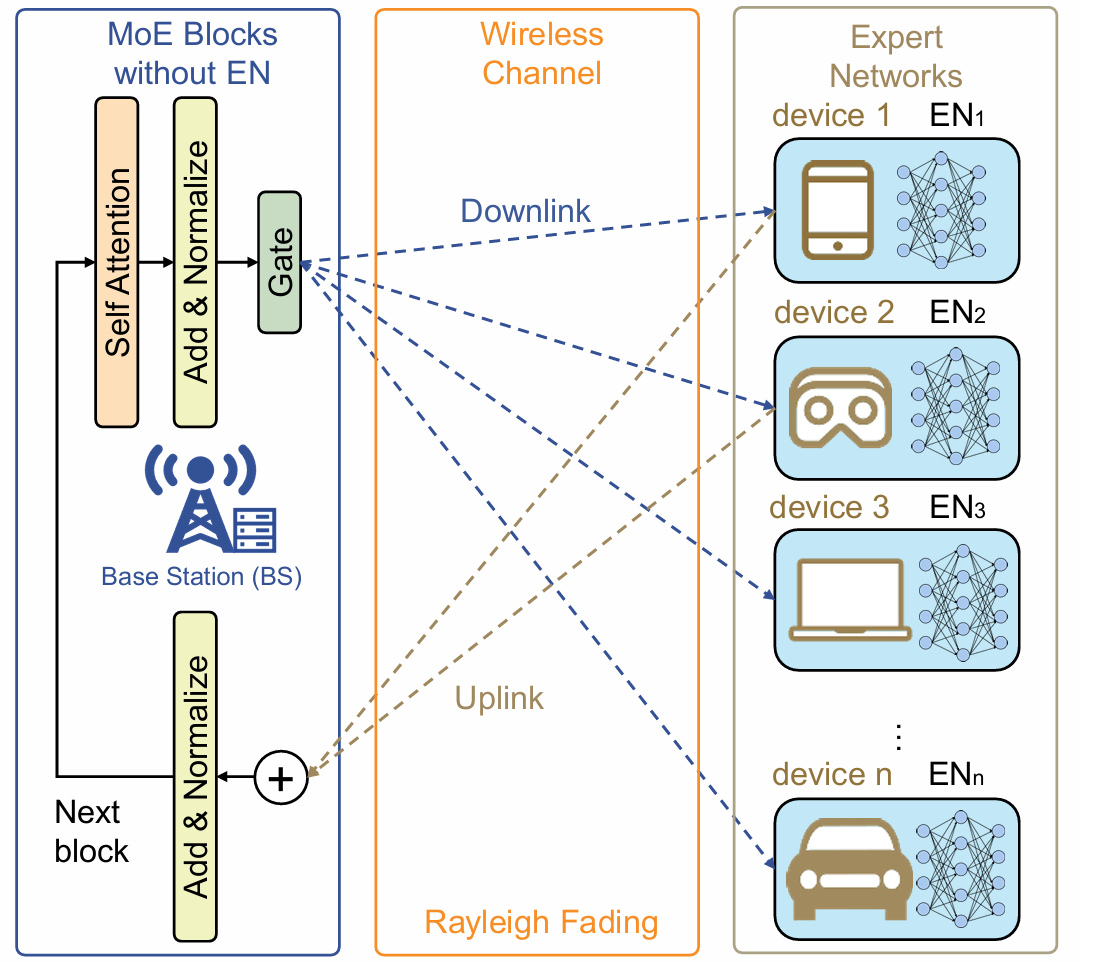 MoE Blocks
without EN
Self Attention
Add & Normalize
Gate
Base Station (BS)
Add & Normalize
+
Next
block
Wireless
Channel
Downlink
Uplink
Rayleigh Fading
Expert
Networks
device 1 EN1
device 2 EN2
device 3 EN3
⋮
device n ENn